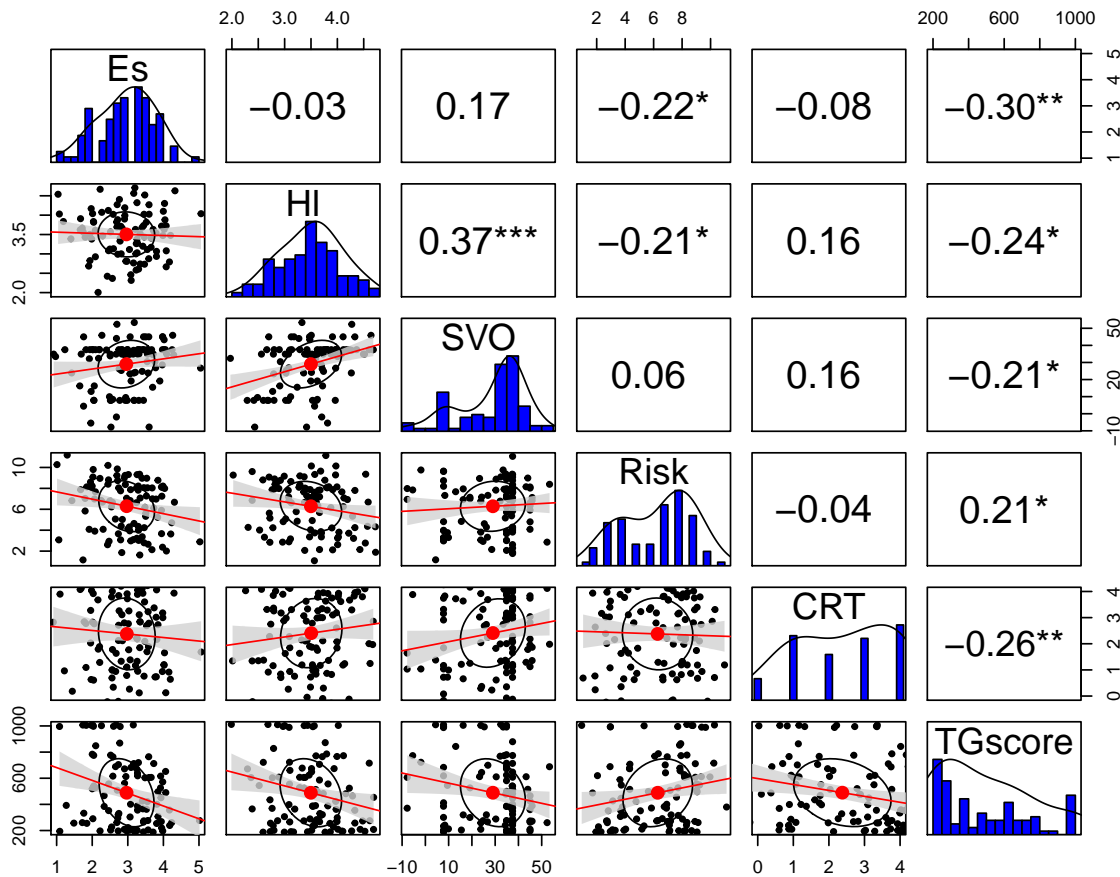 2.0 3.0 4.0 2 4 6 8 200 600 1000
Es −0.03 0.17 −0.22* −0.08 −0.30** 1 2 3 4 5
2.0 3.5 HI 0.37*** −0.21* 0.16 −0.24*
SVO 0.06 0.16 −0.21* −10 20 50
2 6 10 Risk −0.04 0.21*
CRT −0.26** 0 1 2 3 4
200 600 1000 TGscore
1 2 3 4 5 −10 10 30 50 0 1 2 3 4